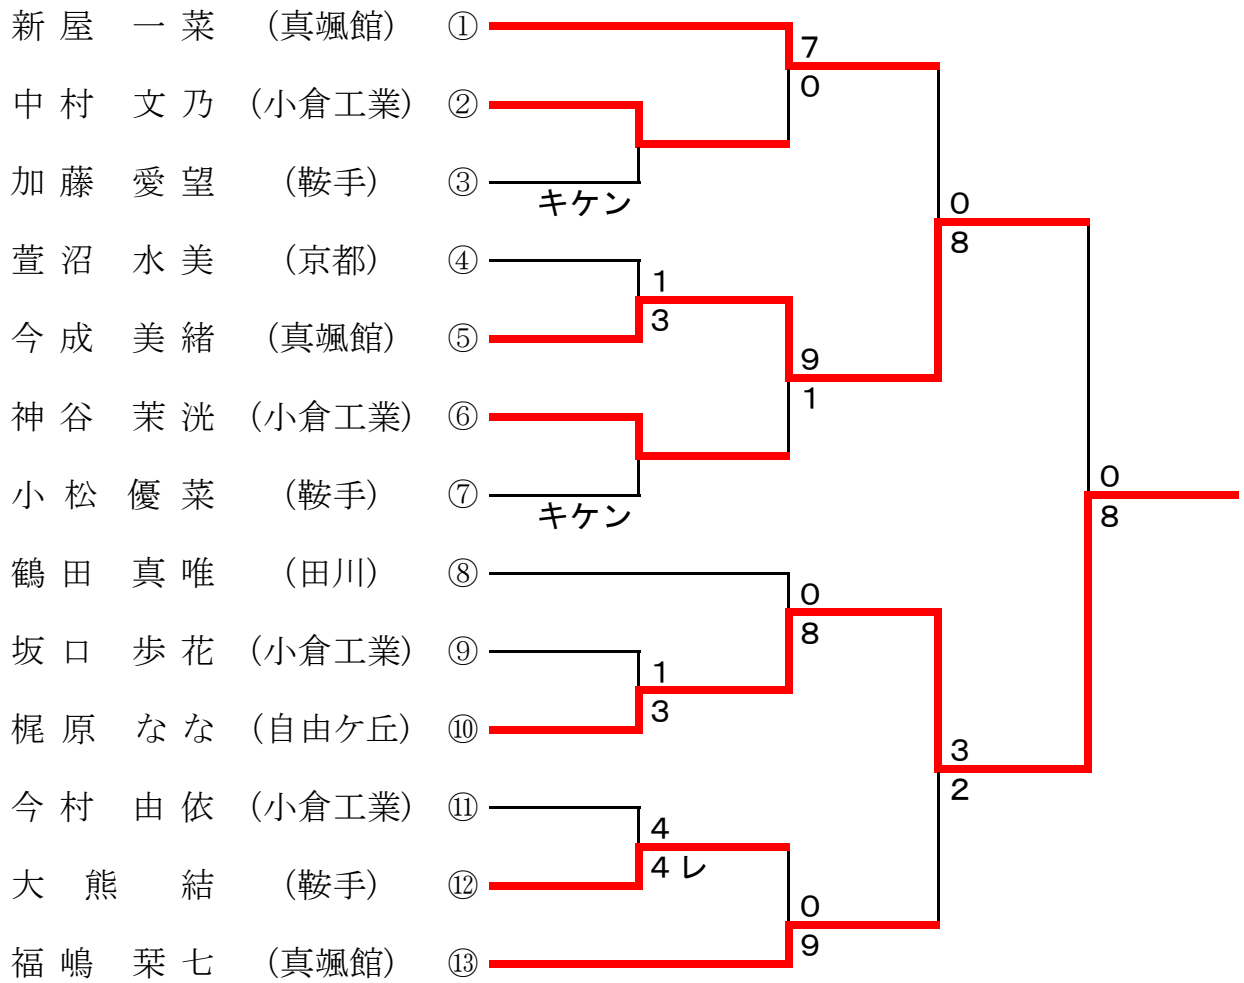 新屋 一菜 (真颯館) ①
7
0
中村 文乃 (小倉工業) ②
加藤 愛望 (鞍手) ③
キケン
0
8
萱沼 水美 (京都) ④
1
3
今成 美緒 (真颯館) ⑤
9
1
神谷 茉洸 (小倉工業) ⑥
小松 優菜 (鞍手) ⑦
キケン
0
8
鶴田 真唯 (田川) ⑧
0
8
坂口 歩花 (小倉工業) ⑨
1
3
梶原 なな (自由ケ丘) ⑩
3
2
今村 由依 (小倉工業) ⑪
4
4レ
大熊 結 (鞍手) ⑫
0
9
福嶋 栞七 (真颯館) ⑬